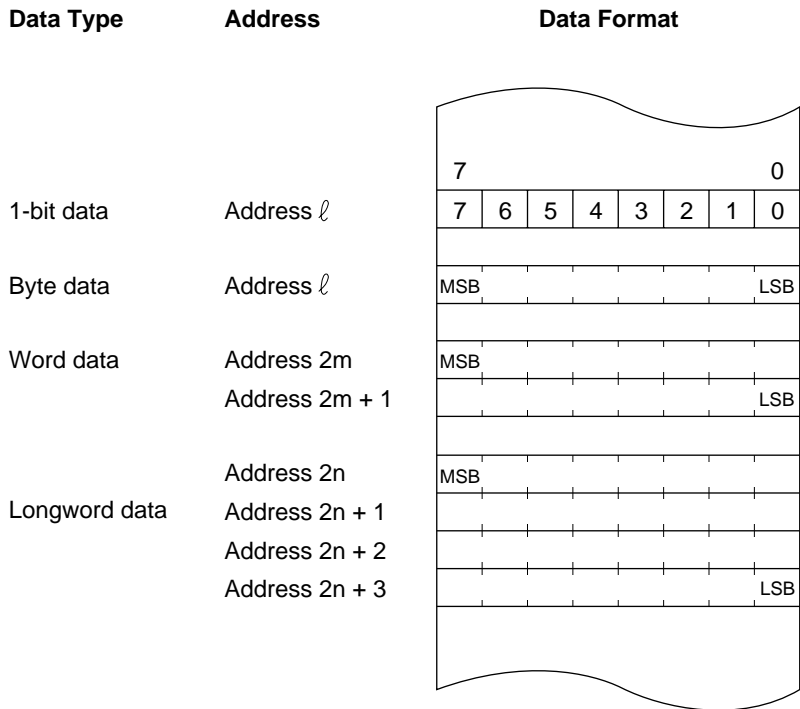 Data Type Address Data Format
7 0
1-bit data Address ℓ 7 6 5 4 3 2 1 0
Byte data Address ℓ MSB LSB
Word data Address 2m MSB
Address 2m + 1 LSB
Address 2n MSB
Longword data Address 2n + 1
Address 2n + 2
Address 2n + 3 LSB